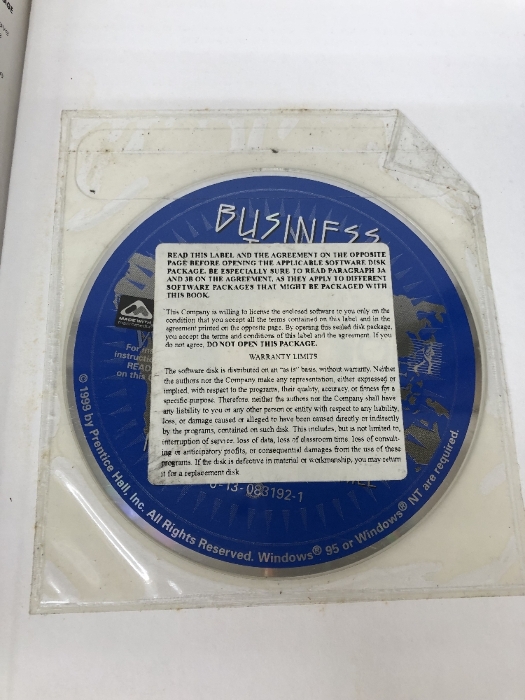 BUSINESS
READ THIS LABEL AND THE AGREEMENT ON THE OPPOSITE
PAGE BEFORE OPENING THE APPLICABLE SOFTWARE DISK
PACKAGE. BE ESPECIALLY SURE TO READ PARAGRAPH 3A
AND 3B ON THE AGREEMENT, AS THEY APPLY TO DIFFERENT
SOFTWARE PACKAGES THAT MIGHT BE PACKAGED WITH
THIS BOOK.
This Company is willing to license the enclosed software to you only on the
condition that you accept all the terms contained on this label and in the
agreement printed on the opposite page. By opening this sealed disk package,
you accept the terms and conditions of this label and the agreement. If you
do not agree, DO NOT OPEN THIS PACKAGE.
WARRANTY LIMITS
The software disk is distributed on an "as is" basis, without warranty. Neither
the authors nor the Company make any representation, either expressed or
implied, with respect to the programs, their quality, accuracy, or fitness for a
specific purpose. Therefore, neither the authors nor the Company shall have
any liability to you or any other person or entity with respect to any liability,
loss, or damage caused or alleged to have been caused directly or indirectly
by the programs, contained on such disk. This includes, but is not limited to,
interruption of service, loss of data, loss of classroom time, loss of consult-
ing or anticipatory profits, or consequential damages from the use of these
programs. If the disk is defective in material or workmanship, you may return
it for a replacement disk
For
READ
on this
0-13-083192-1
© 1999 by Prentice Hall, Inc. All Rights Reserved. Windows® 95 or Windows® NT are required.